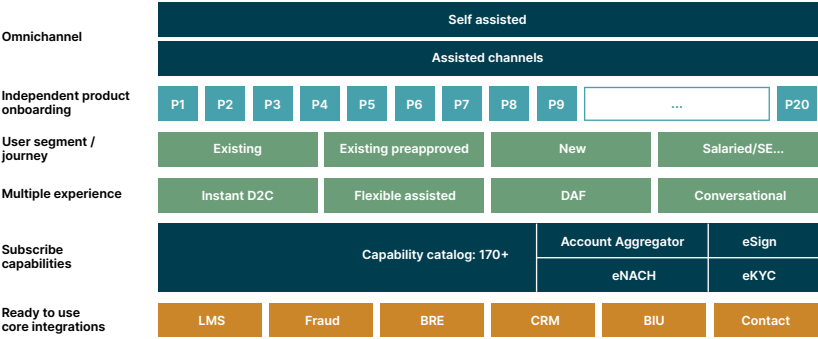 Omnichannel
Self assisted
Assisted channels
Independent product
onboarding
P1 P2 P3 P4 P5 P6 P7 P8 P9 ... P20
User segment /
journey
Existing Existing preapproved New Salaried/SE...
Multiple experience
Instant D2C Flexible assisted DAF Conversational
Subscribe
capabilities
Capability catalog: 170+
Account Aggregator eSign
eNACH eKYC
Ready to use
core integrations
LMS Fraud BRE CRM BIU Contact